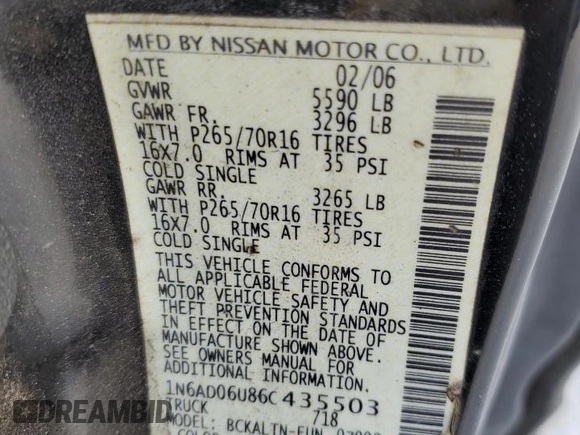 MFD BY NISSAN MOTOR CO., LTD.
DATE 02/06
GVWR 5590 LB
GAWR FR. 3296 LB
WITH P265/70R16 TIRES
16X7.0 RIMS AT 35 PSI
COLD SINGLE
GAWR RR. 3265 LB
WITH P265/70R16 TIRES
16X7.0 RIMS AT 35 PSI
COLD SINGLE
THIS VEHICLE CONFORMS TO
ALL APPLICABLE FEDERAL
MOTOR VEHICLE SAFETY AND
THEFT PREVENTION STANDARDS
IN EFFECT ON THE DATE OF
MANUFACTURE SHOWN ABOVE.
SEE OWNERS MANUAL FOR
ADDITIONAL INFORMATION.
1N6AD06U86C435503
TRUCK 718
MODEL: BCKALTN-EUN
RawAutoBid